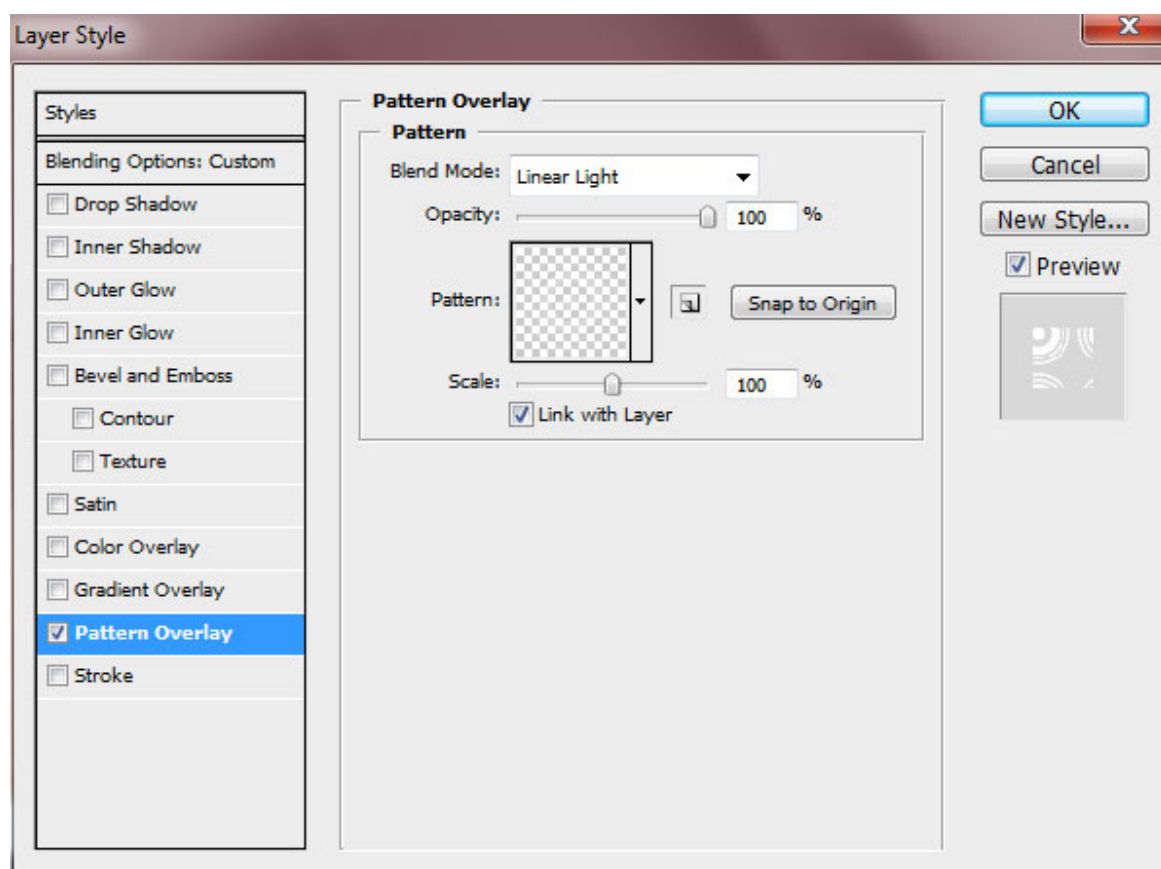 Layer Style
X
Styles
Blending Options: Custom
Drop Shadow
Inner Shadow
Outer Glow
Inner Glow
Bevel and Emboss
Contour
Texture
Satin
Color Overlay
Gradient Overlay
Pattern Overlay
Stroke
Pattern Overlay
Pattern
Blend Mode: Linear Light
Opacity: 100 %
Pattern: Snap to Origin
Scale: 100 %
Link with Layer
OK
Cancel
New Style...
Preview